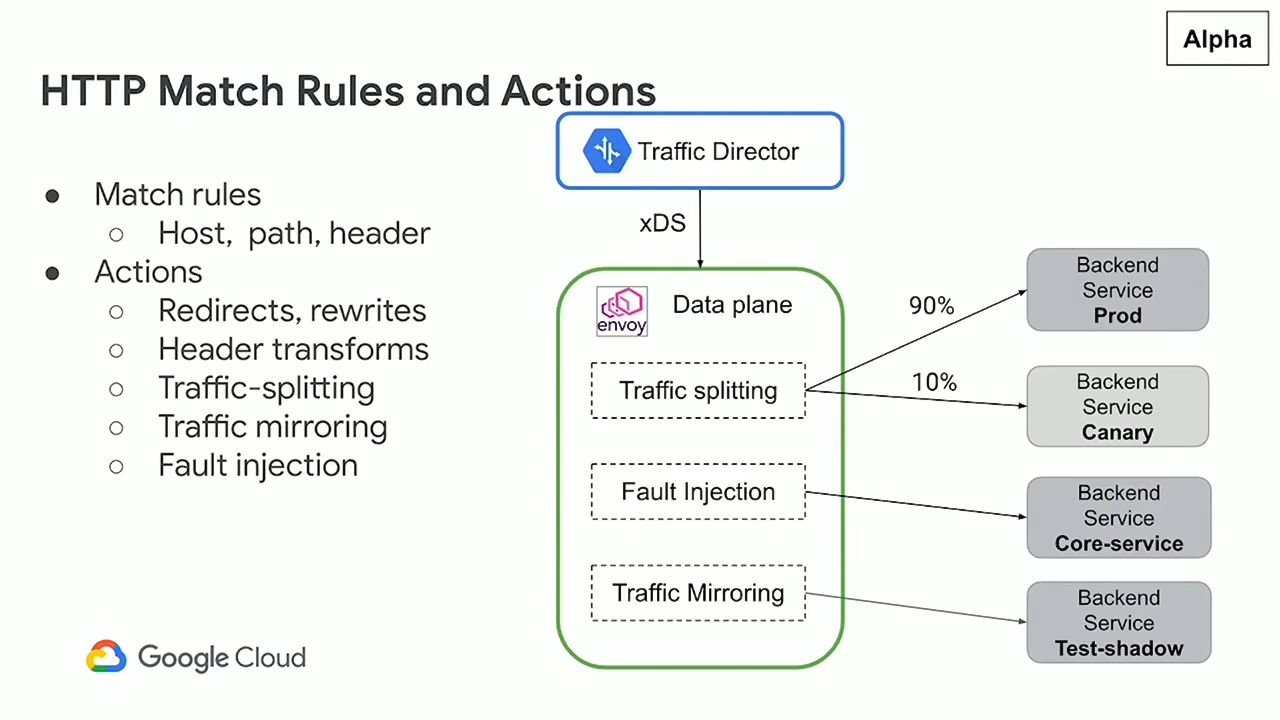 Alpha
HTTP Match Rules and Actions
● Match rules
○ Host, path, header
● Actions
○ Redirects, rewrites
○ Header transforms
○ Traffic-splitting
○ Traffic mirroring
○ Fault injection
Traffic Director
xDS
envoy
Data plane
Traffic splitting
Fault Injection
Traffic Mirroring
90%
10%
Backend
Service
Prod
Backend
Service
Canary
Backend
Service
Core-service
Backend
Service
Test-shadow
Google Cloud